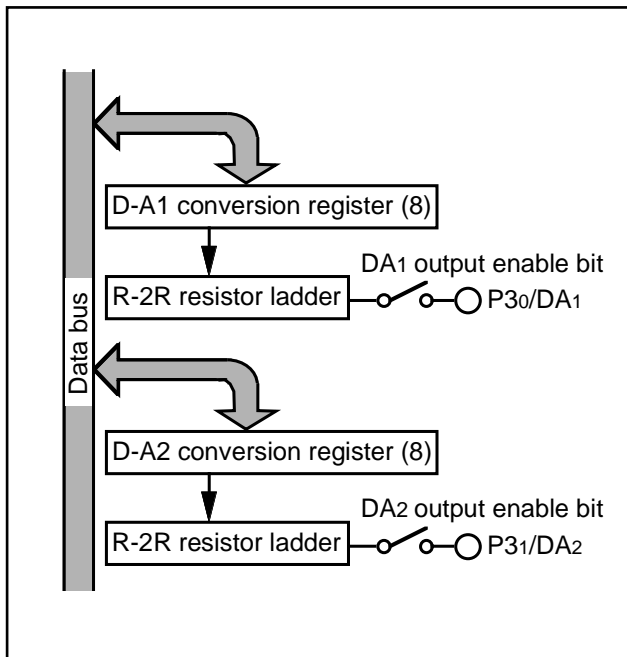 D-A1 conversion register (8)
DA1 output enable bit
R-2R resistor ladder
P30/DA1
Data bus
D-A2 conversion register (8)
DA2 output enable bit
R-2R resistor ladder
P31/DA2